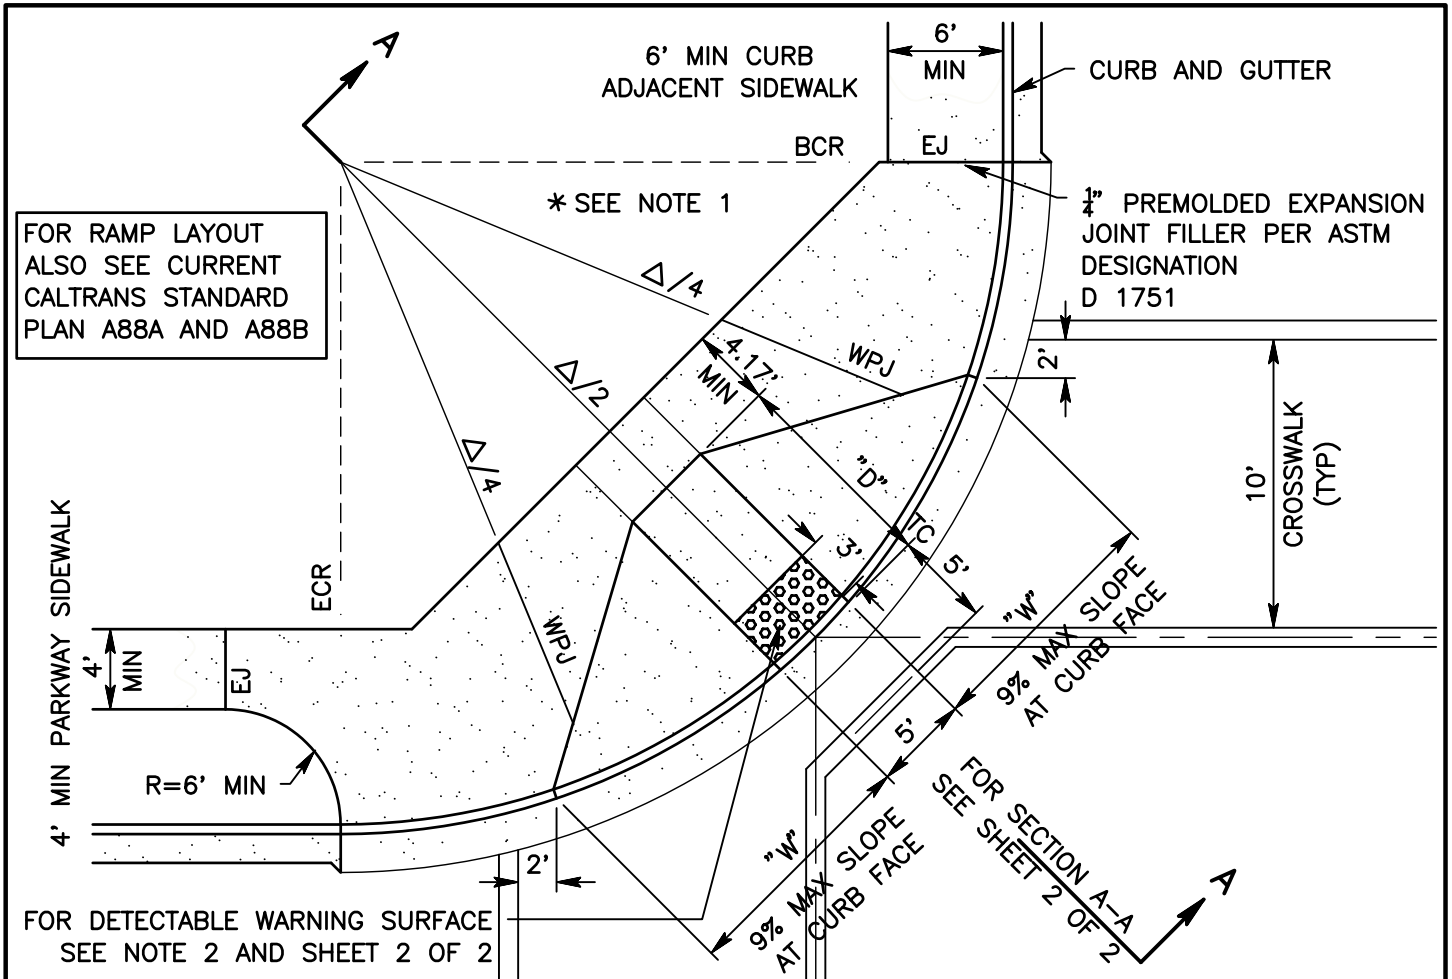 A
6' MIN CURB
ADJACENT SIDEWALK
6'
MIN
CURB AND GUTTER
BCR
EJ
* SEE NOTE 1
1/4" PREMOLDED EXPANSION
JOINT FILLER PER ASTM
DESIGNATION
D 1751
FOR RAMP LAYOUT
ALSO SEE CURRENT
CALTRANS STANDARD
PLAN A88A AND A88B
Δ/4
Δ/2
Δ/4
4.17'
MIN
WPJ
2'
"D"
TC
3'
5'
10'
CROSSWALK
(TYP)
"W"
9% MAX SLOPE
AT CURB FACE
ECR
4' MIN PARKWAY SIDEWALK
4'
MIN
EJ
WPJ
R=6' MIN
5'
"W"
9% MAX SLOPE
AT CURB FACE
2'
FOR SECTION A-A
SEE SHEET 2 OF 2
A
FOR DETECTABLE WARNING SURFACE
SEE NOTE 2 AND SHEET 2 OF 2